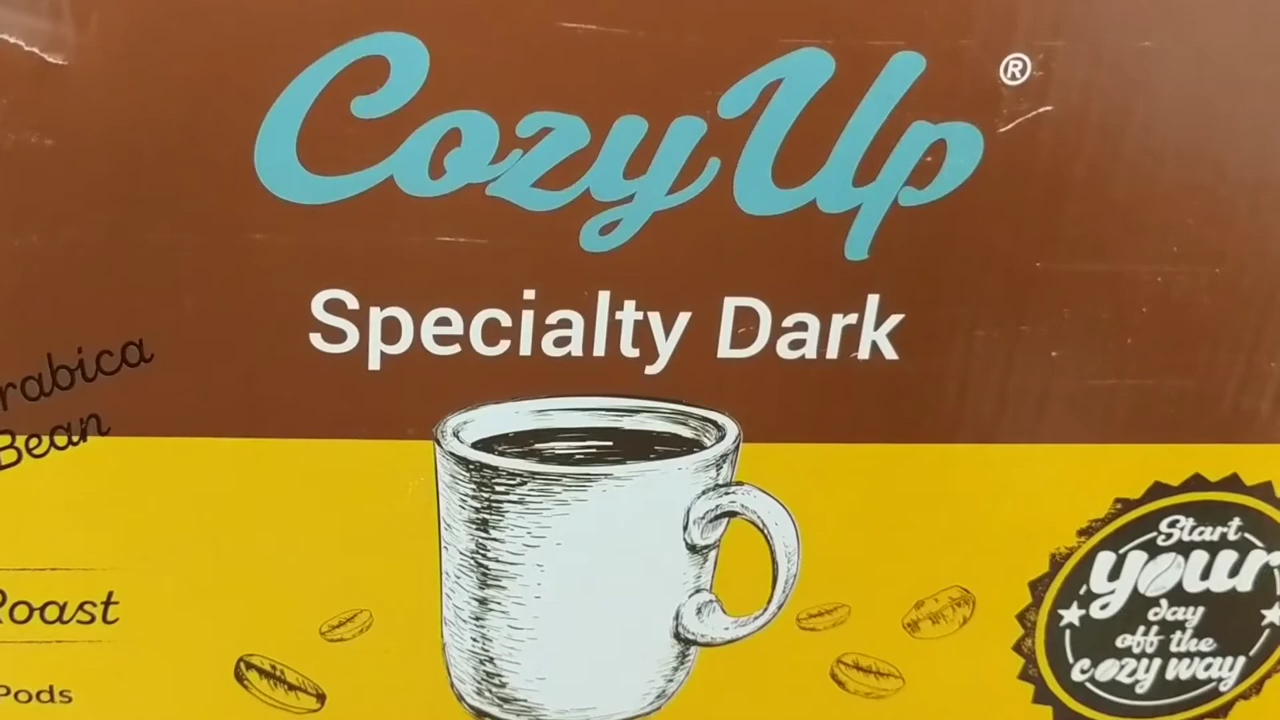 CozyUp®
Specialty Dark
rabica
Bean
Roast
Pods
Start
your
day
off the
cozy way